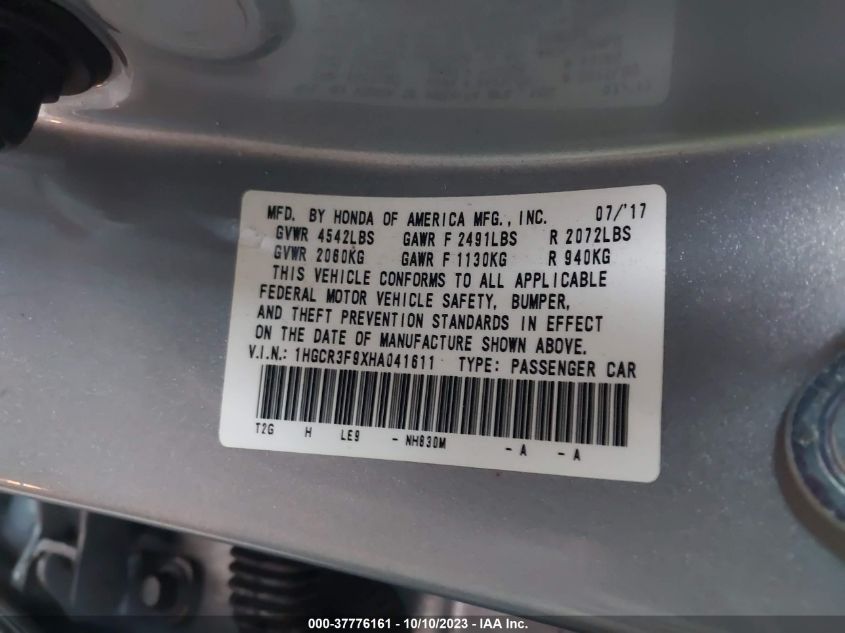 MFD. BY HONDA OF AMERICA MFG., INC. 07/'17
GVWR 4542LBS GAWR F 2491LBS R 2072LBS
GVWR 2060KG GAWR F 1130KG R 940KG
THIS VEHICLE CONFORMS TO ALL APPLICABLE
FEDERAL MOTOR VEHICLE SAFETY, BUMPER,
AND THEFT PREVENTION STANDARDS IN EFFECT
ON THE DATE OF MANUFACTURE SHOWN ABOVE.
V.I.N.: 1HGCR3F9XHA041611 TYPE: PASSENGER CAR
T2G H LE9 - NH830M - A - A
000-37776161 - 10/10/2023 - IAA Inc.